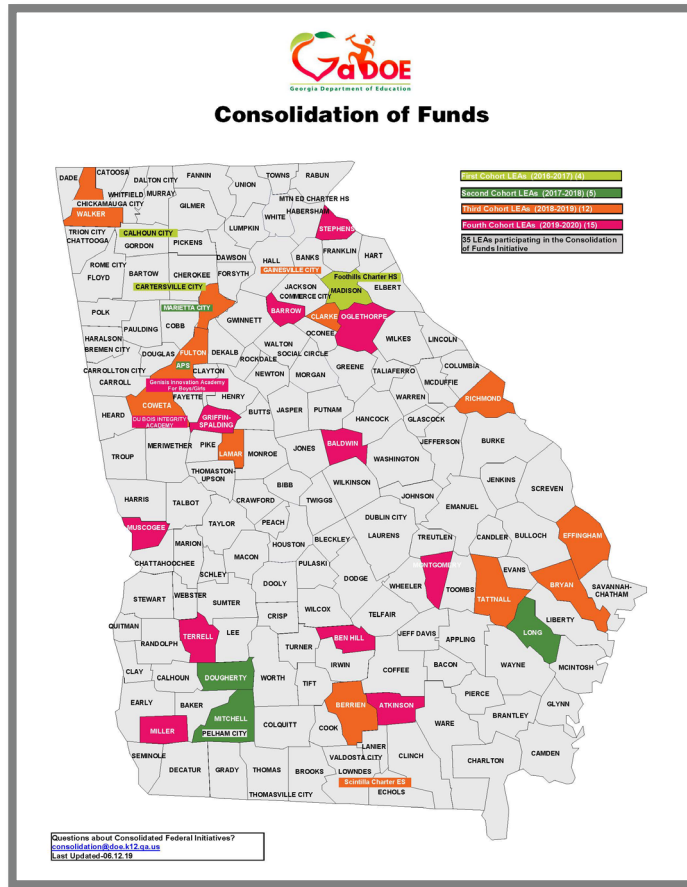 GaDOE
Georgia Department of Education
Consolidation of Funds
First Cohort LEAs (2016-2017) (4)
Second Cohort LEAs (2017-2018) (5)
Third Cohort LEAs (2018-2019) (12)
Fourth Cohort LEAs (2019-2020) (15)
35 LEAs participating in the Consolidation
of Funds Initiative
DADE
CATOOSA
DALTON CITY
WHITFIELD
MURRAY
CHICKAMAUGA CITY
WALKER
FANNIN
UNION
TOWNS
RABUN
GILMER
MTN ED CHARTER HS
HABERSHAM
WHITE
STEPHENS
LUMPKIN
TRION CITY
CHATTOOGA
CALHOUN CITY
GORDON
PICKENS
DAWSON
HALL
BANKS
FRANKLIN
HART
GAINESVILLE CITY
ROME CITY
FLOYD
BARTOW
CHEROKEE
FORSYTH
JACKSON
COMMERCE CITY
Foothills Charter HS
MADISON
ELBERT
CARTERSVILLE CITY
MARIETTA CITY
BARROW
CLARKE
OGLETHORPE
POLK
PAULDING
COBB
GWINNETT
OCONEE
WILKES
LINCOLN
HARALSON
BREMEN CITY
DOUGLAS
FULTON
DEKALB
WALTON
SOCIAL CIRCLE
ROCKDALE
GREENE
TALIAFERRO
COLUMBIA
MCDUFFIE
APS
CLAYTON
NEWTON
MORGAN
CARROLLTON CITY
CARROLL
Genisis Innovation Academy
For Boys/Girls
FAYETTE
HENRY
WARREN
RICHMOND
COWETA
HEARD
DU BOIS INTEGRITY
ACADEMY
GRIFFIN-
SPALDING
BUTTS
JASPER
PUTNAM
HANCOCK
GLASCOCK
TROUP
MERIWETHER
PIKE
LAMAR
MONROE
JONES
BALDWIN
WASHINGTON
JEFFERSON
BURKE
THOMASTON-
UPSON
BIBB
WILKINSON
JENKINS
SCREVEN
HARRIS
TALBOT
CRAWFORD
TWIGGS
JOHNSON
EMANUEL
MUSCOGEE
TAYLOR
PEACH
DUBLIN CITY
LAURENS
TREUTLEN
CANDLER
BULLOCH
EFFINGHAM
MARION
HOUSTON
BLECKLEY
CHATTAHOOCHEE
MACON
PULASKI
MONTGOMERY
EVANS
SCHLEY
DOOLY
DODGE
WHEELER
TOOMBS
TATTNALL
BRYAN
SAVANNAH-
CHATHAM
STEWART
WEBSTER
SUMTER
CRISP
WILCOX
TELFAIR
LONG
LIBERTY
QUITMAN
RANDOLPH
TERRELL
LEE
TURNER
BEN HILL
JEFF DAVIS
APPLING
WAYNE
MCINTOSH
CLAY
CALHOUN
DOUGHERTY
WORTH
TIFT
IRWIN
COFFEE
BACON
EARLY
BAKER
MITCHELL
BERRIEN
ATKINSON
PIERCE
GLYNN
MILLER
PELHAM CITY
COLQUITT
COOK
WARE
BRANTLEY
SEMINOLE
DECATUR
GRADY
THOMAS
BROOKS
LANIER
VALDOSTA CITY
LOWNDES
CLINCH
CHARLTON
CAMDEN
Scintilla Charter ES
ECHOLS
THOMASVILLE CITY
Questions about Consolidated Federal Initiatives?
consolidation@doe.k12.ga.us
Last Updated-06.12.19